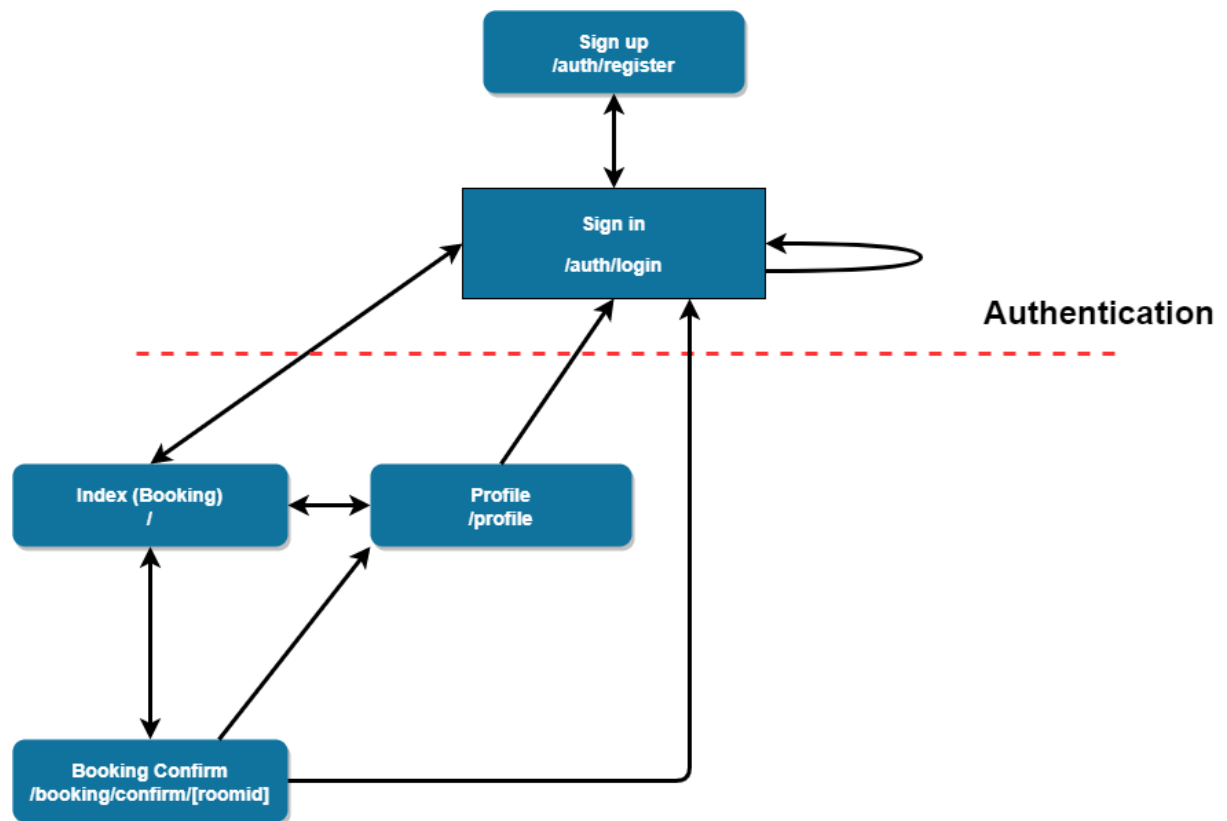 Sign up
/auth/register
Sign in
/auth/login
Authentication
Index (Booking)
/
Profile
/profile
Booking Confirm
/booking/confirm/[roomid]